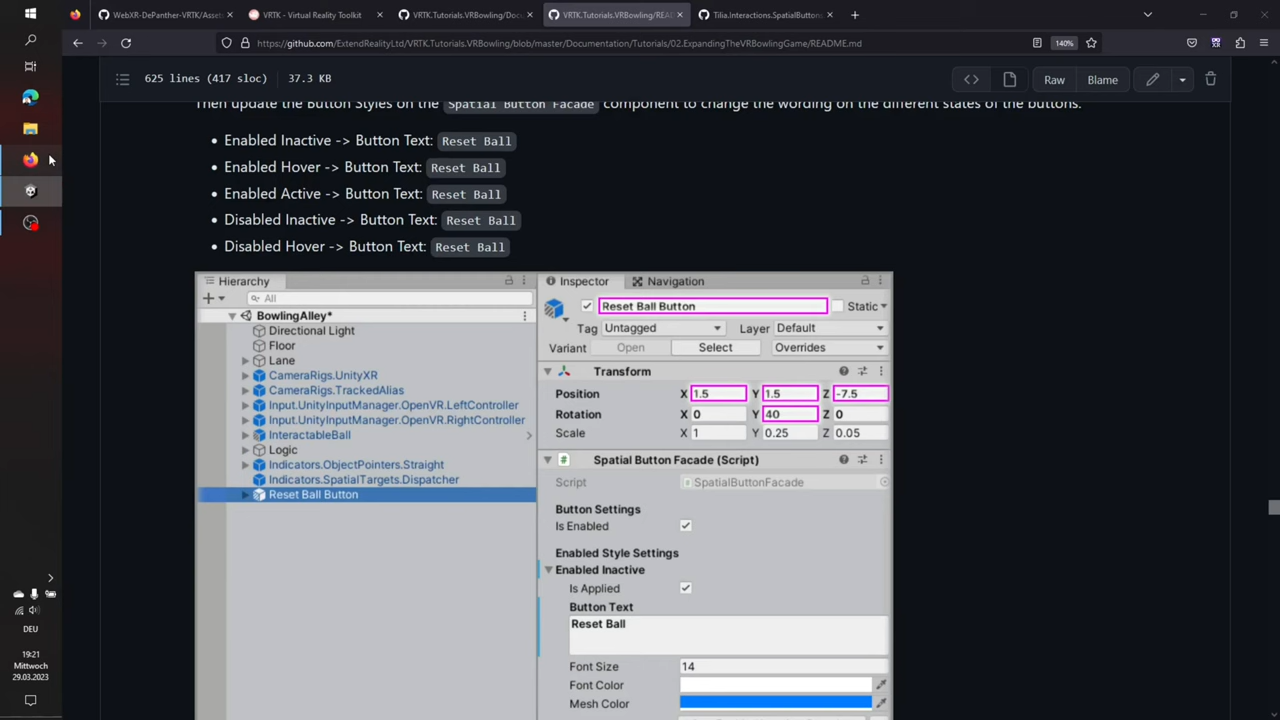 WebXR-DePanther-VRTK/Asset
VRTK - Virtual Reality Toolkit
VRTK.Tutorials.VRBowling/Docu
VRTK.Tutorials.VRBowling/REA
Tilia.Interactions.SpatialButtons
https://github.com/ExtendRealityLtd/VRTK.Tutorials.VRBowling/blob/master/Documentation/Tutorials/02.ExpandingTheVRBowlingGame/README.md
140%
625 lines (417 sloc) 37.3 KB
Raw
Blame
Then update the Button Styles on the Spatial Button Facade component to change the wording on the different states of the buttons.
• Enabled Inactive -> Button Text: Reset Ball
• Enabled Hover -> Button Text: Reset Ball
• Enabled Active -> Button Text: Reset Ball
• Disabled Inactive -> Button Text: Reset Ball
• Disabled Hover -> Button Text: Reset Ball
Hierarchy
All
BowlingAlley*
Directional Light
Floor
Lane
CameraRigs.UnityXR
CameraRigs.TrackedAlias
Input.UnityInputManager.OpenVR.LeftController
Input.UnityInputManager.OpenVR.RightController
InteractableBall
Logic
Indicators.ObjectPointers.Straight
Indicators.SpatialTargets.Dispatcher
Reset Ball Button
Inspector
Navigation
Reset Ball Button
Static
Tag Untagged Layer Default
Variant Open Select Overrides
Transform
Position X 1.5 Y 1.5 Z -7.5
Rotation X 0 Y 40 Z 0
Scale X 1 Y 0.25 Z 0.05
# Spatial Button Facade (Script)
Script SpatialButtonFacade
Button Settings
Is Enabled
Enabled Style Settings
Enabled Inactive
Is Applied
Button Text
Reset Ball
Font Size 14
Font Color
Mesh Color
DEU
19:21
Mittwoch
29.03.2023